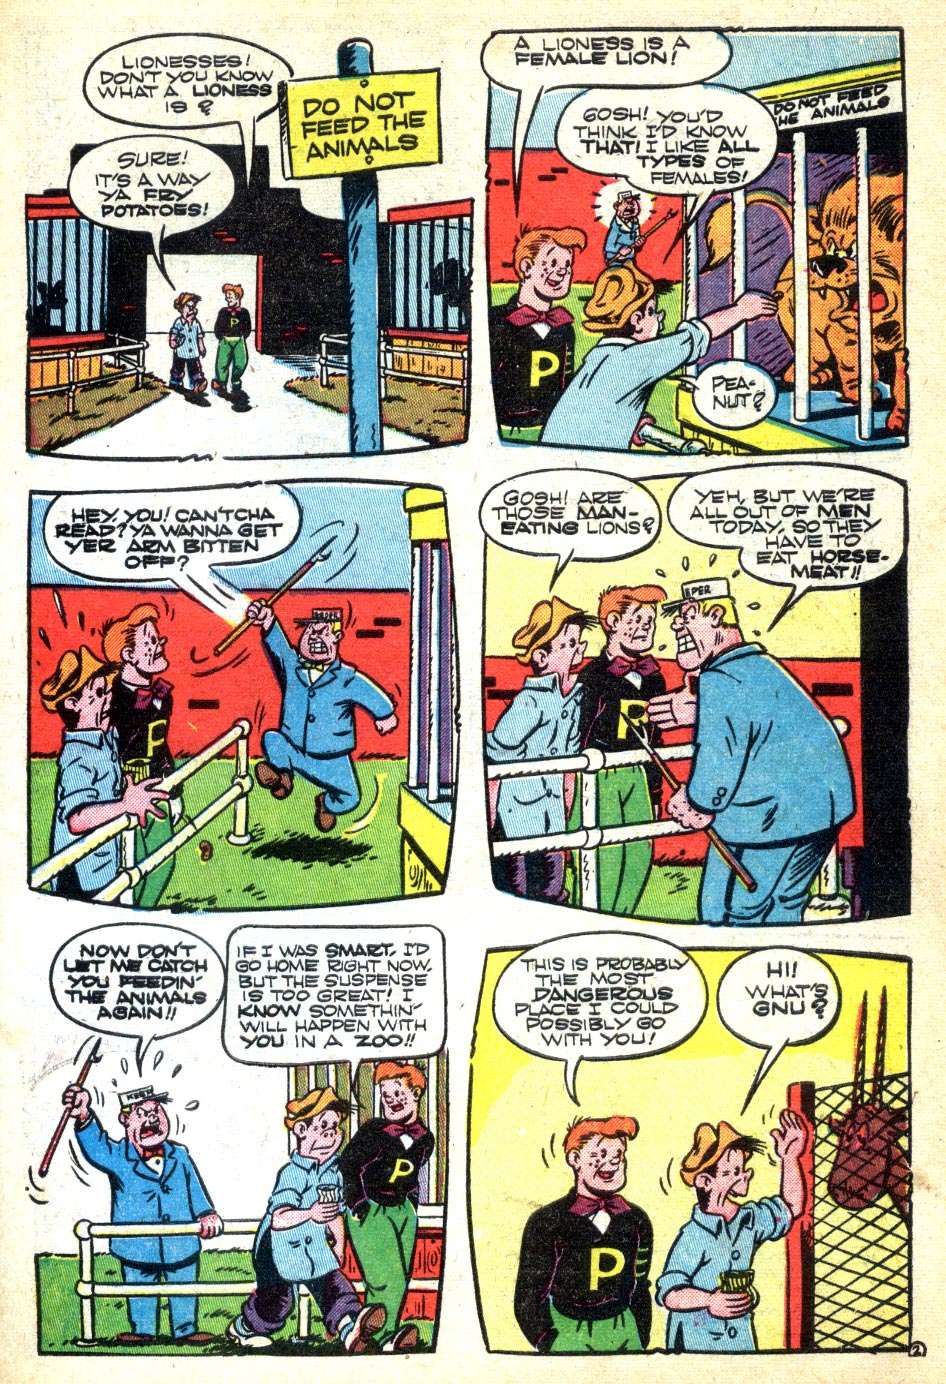 LIONESSES!
DON'T YOU KNOW
WHAT A LIONESS
IS?
SURE!
IT'S A WAY
YA FRY
POTATOES!
DO NOT
FEED THE
ANIMALS
P
A LIONESS IS A
FEMALE LION!
GOSH! YOU'D
THINK I'D KNOW
THAT! I LIKE ALL
TYPES OF
FEMALES!
DO NOT FEED
HE ANIMALS
P
PEA-
NUT?
HEY, YOU! CAN'TCHA
READ? YA WANNA GET
YER ARM BITTEN
OFF?
P
GOSH! ARE
THOSE MAN-
EATING LIONS?
YEH, BUT WE'RE
ALL OUT OF MEN
TODAY, SO THEY
HAVE TO
EAT HORSE-
MEAT!!
EPER
P
NOW DON'T
LET ME CATCH
YOU FEEDIN'
THE ANIMALS
AGAIN!!
IF I WAS SMART, I'D
GO HOME RIGHT NOW,
BUT THE SUSPENSE
IS TOO GREAT! I
KNOW SOMETHIN'
WILL HAPPEN WITH
YOU IN A ZOO!!
P
THIS IS PROBABLY
THE MOST
DANGEROUS
PLACE I COULD
POSSIBLY GO
WITH YOU!
HI!
WHAT'S
GNU?
P
2